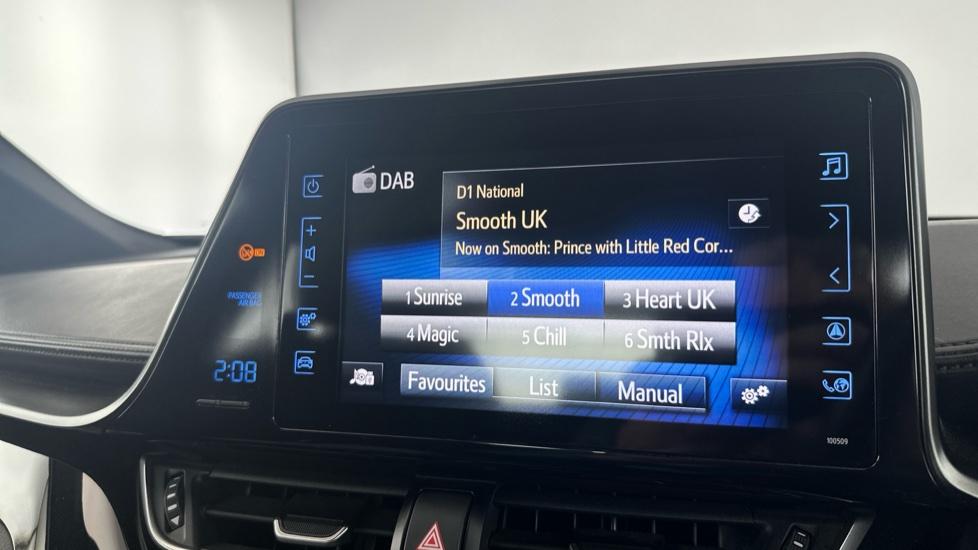 DAB
D1 National
Smooth UK
Now on Smooth: Prince with Little Red Cor...
1 Sunrise
2 Smooth
3 Heart UK
4 Magic
5 Chill
6 Smth Rlx
Favourites
List
Manual
ON
PASSENGER
AIR BAG
2:08
100509